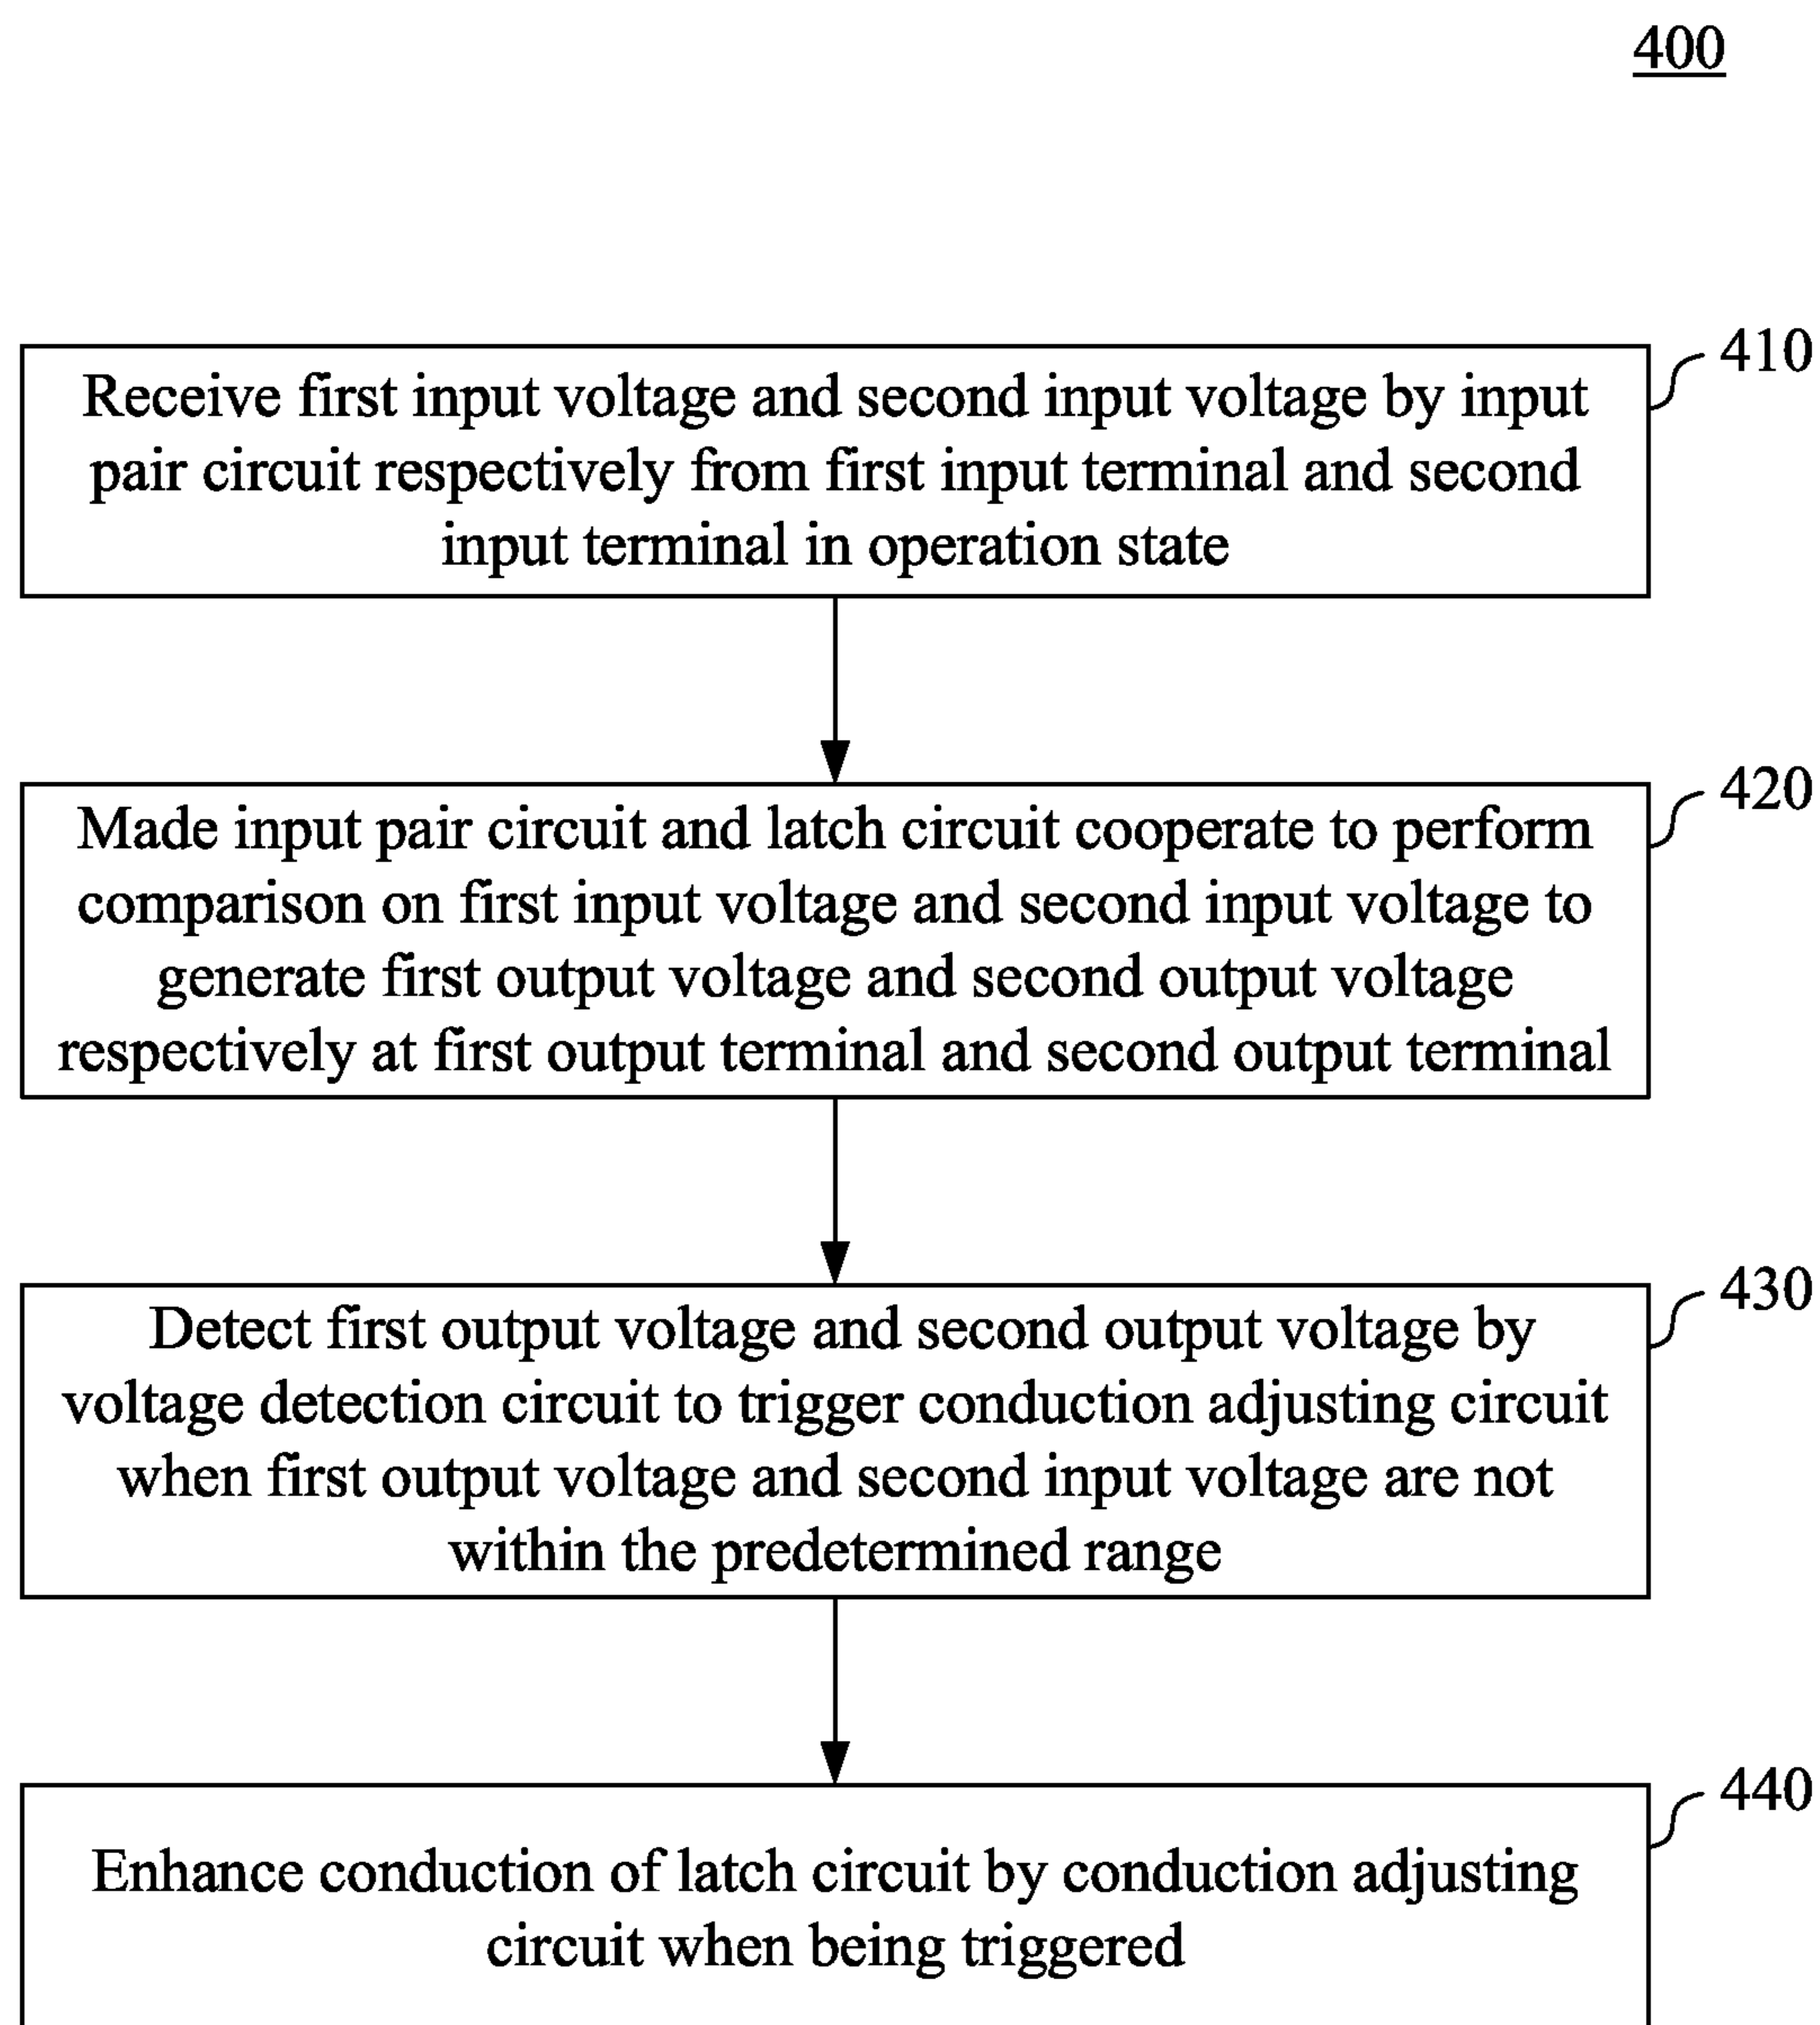 400
410
Receive first input voltage and second input voltage by input
pair circuit respectively from first input terminal and second
input terminal in operation state
420
Made input pair circuit and latch circuit cooperate to perform
comparison on first input voltage and second input voltage to
generate first output voltage and second output voltage
respectively at first output terminal and second output terminal
430
Detect first output voltage and second output voltage by
voltage detection circuit to trigger conduction adjusting circuit
when first output voltage and second input voltage are not
within the predetermined range
440
Enhance conduction of latch circuit by conduction adjusting
circuit when being triggered